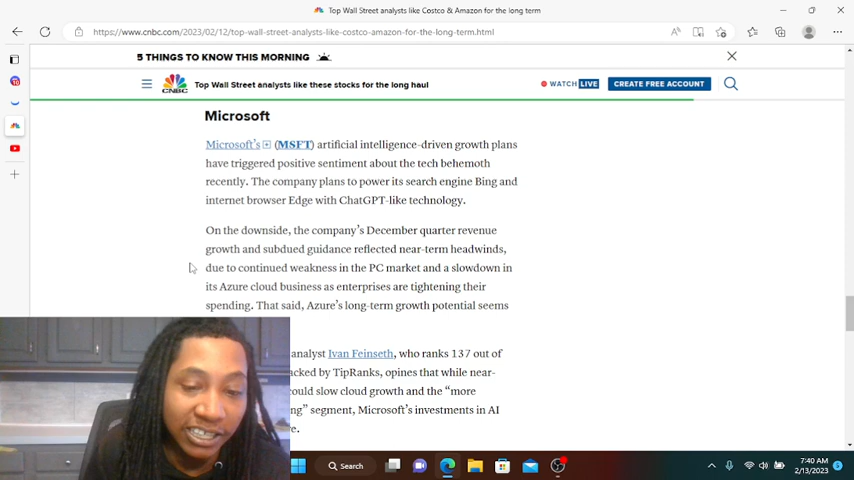 Top Wall Street analysts like Costco & Amazon for the long term
https://www.cnbc.com/2023/02/12/top-wall-street-analysts-like-costco-amazon-for-the-long-term.html
5 THINGS TO KNOW THIS MORNING
CNBC
Top Wall Street analysts like these stocks for the long haul
WATCH LIVE
CREATE FREE ACCOUNT
Microsoft
Microsoft's (MSFT) artificial intelligence-driven growth plans
have triggered positive sentiment about the tech behemoth
recently. The company plans to power its search engine Bing and
internet browser Edge with ChatGPT-like technology.
On the downside, the company's December quarter revenue
growth and subdued guidance reflected near-term headwinds,
due to continued weakness in the PC market and a slowdown in
its Azure cloud business as enterprises are tightening their
spending. That said, Azure's long-term growth potential seems
analyst Ivan Feinseth, who ranks 137 out of
acked by TipRanks, opines that while near-
ould slow cloud growth and the "more
ng" segment, Microsoft's investments in AI
e.
Search
7:40 AM
2/13/2023